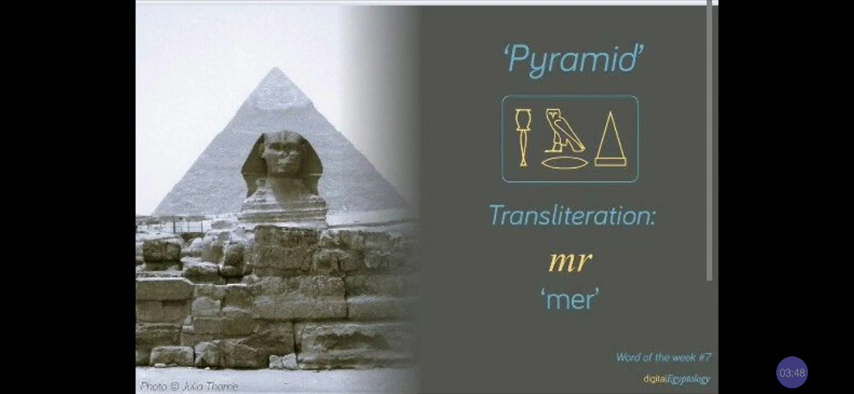 ‘Pyramid’
Transliteration:
mr
‘mer’
Word of the week #7
digitalEgyptology
Photo © Julia Thorne
03:48